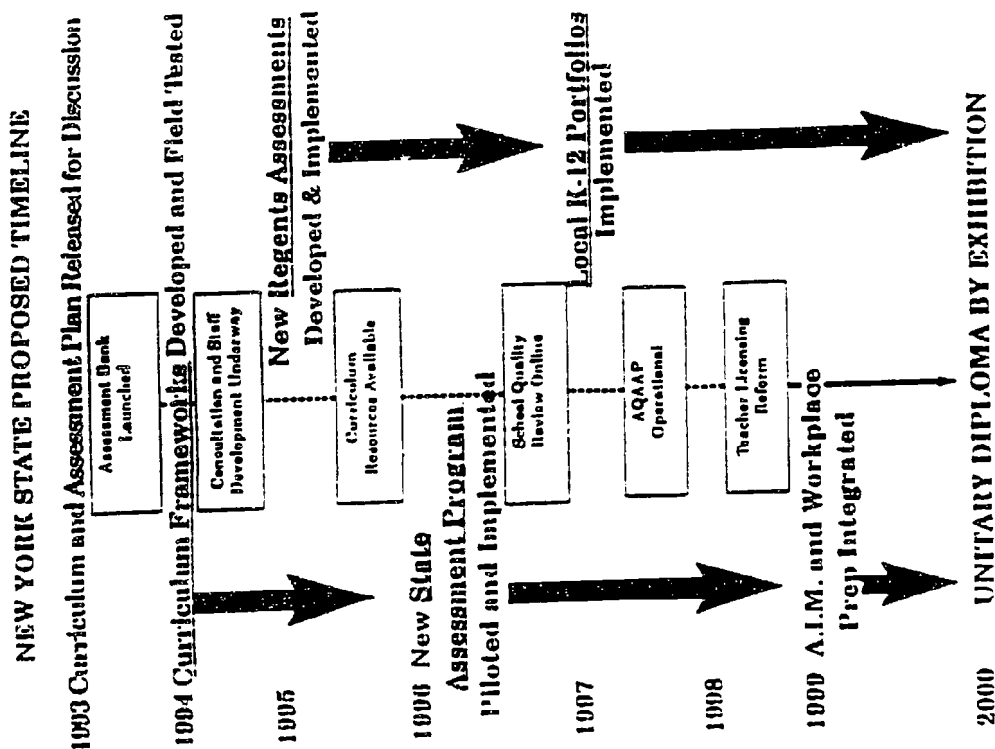 NEW YORK STATE PROPOSED TIMELINE
1993 Curriculum and Assessment Plan Released for Discussion
Assessment Bank
Launched
1994 Curriculum Frameworks Developed and Field Tested
Consultation and Staff
Development Underway
1995
New Regents Assessments
Developed & Implemented
Curriculum
Resources Available
1996 New State
Assessment Program
Piloted and Implemented
School Quality
Review Online
1997
Local K-12 Portfolios
Implemented
AQAAP
Operational
1998
Teacher Licensing
Reform
1999 A.I.M. and Workplace
Prep Integrated
2000 UNITARY DIPLOMA BY EXHIBITION